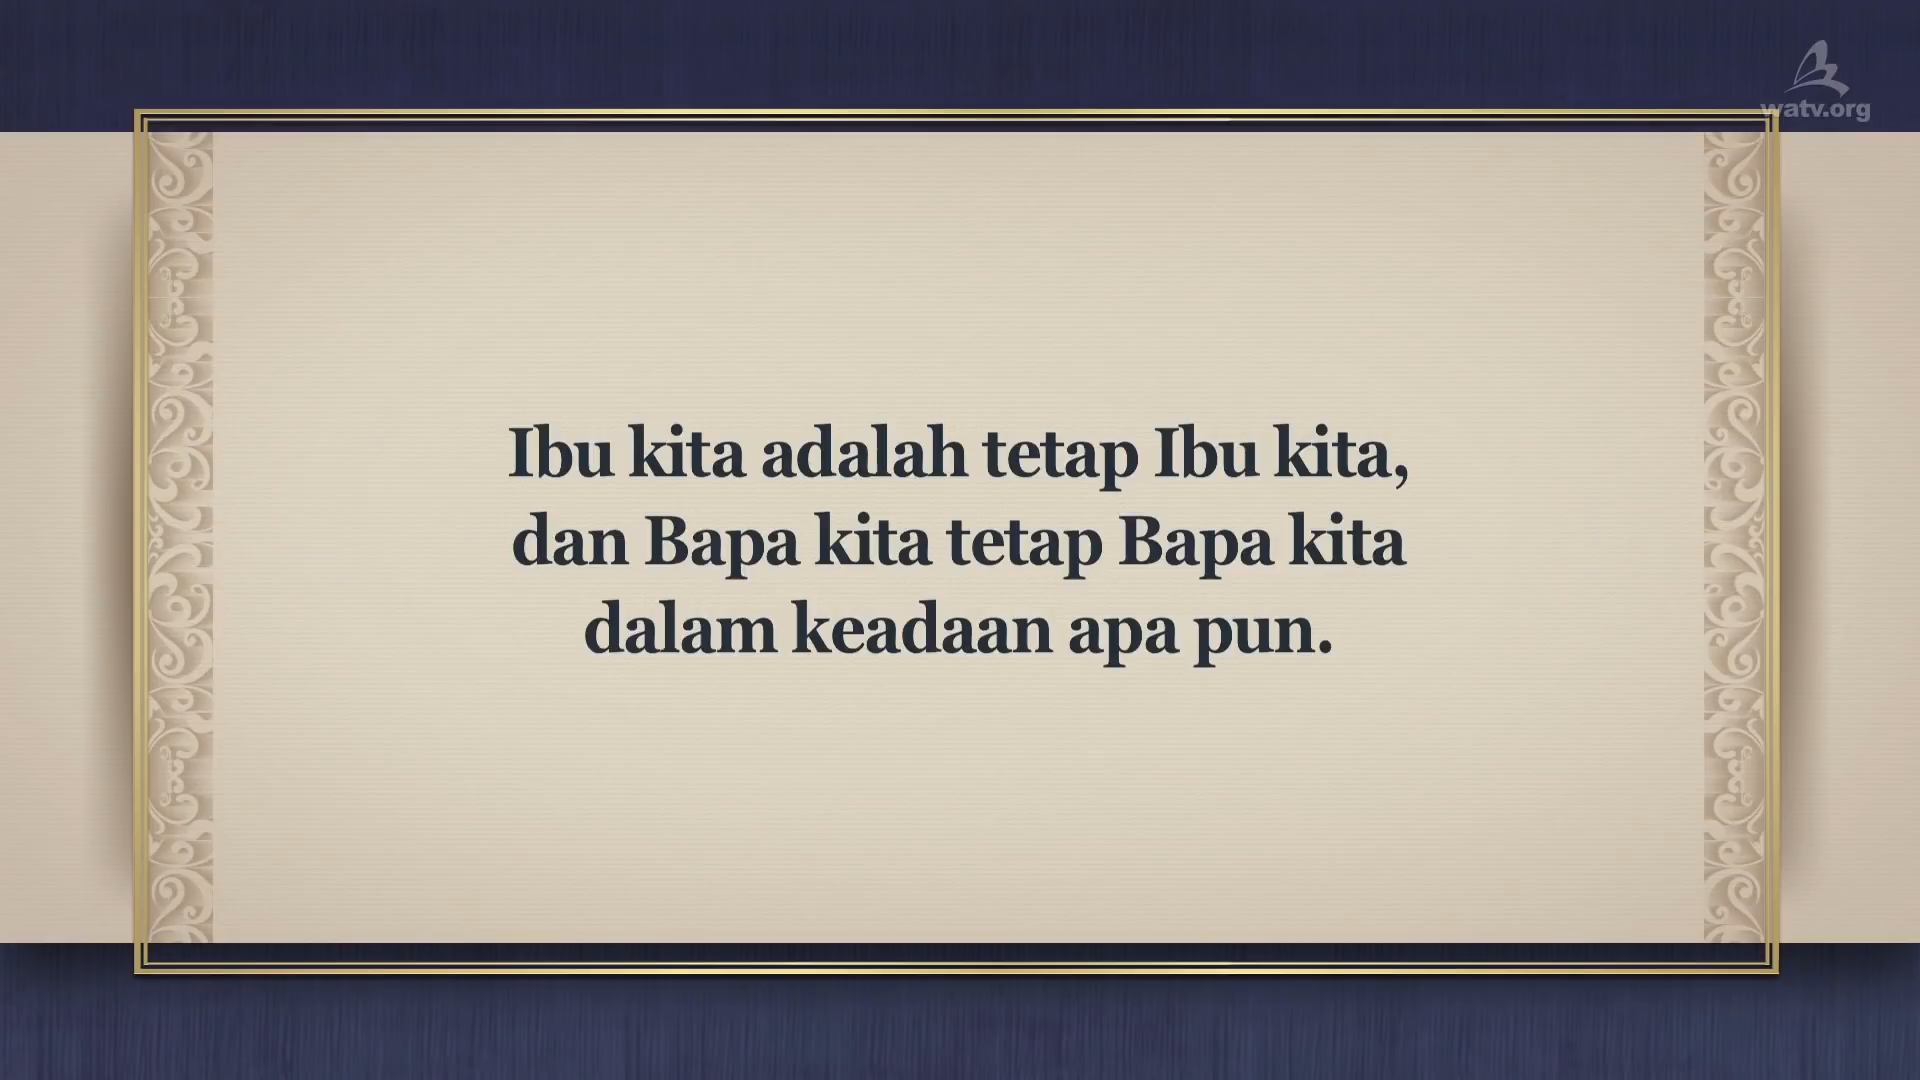 watv.org
Ibu kita adalah tetap Ibu kita,
dan Bapa kita tetap Bapa kita
dalam keadaan apa pun.